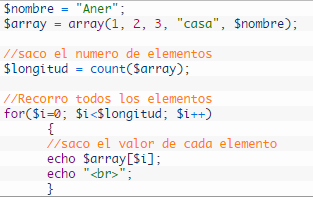 $nombre = "Aner";
$array = array(1, 2, 3, "casa", $nombre);
//saco el numero de elementos
$longitud = count($array);
//Recorro todos los elementos
for($i=0; $i<$longitud; $i++)
{
//saco el valor de cada elemento
echo $array[$i];
echo "<br>";
}